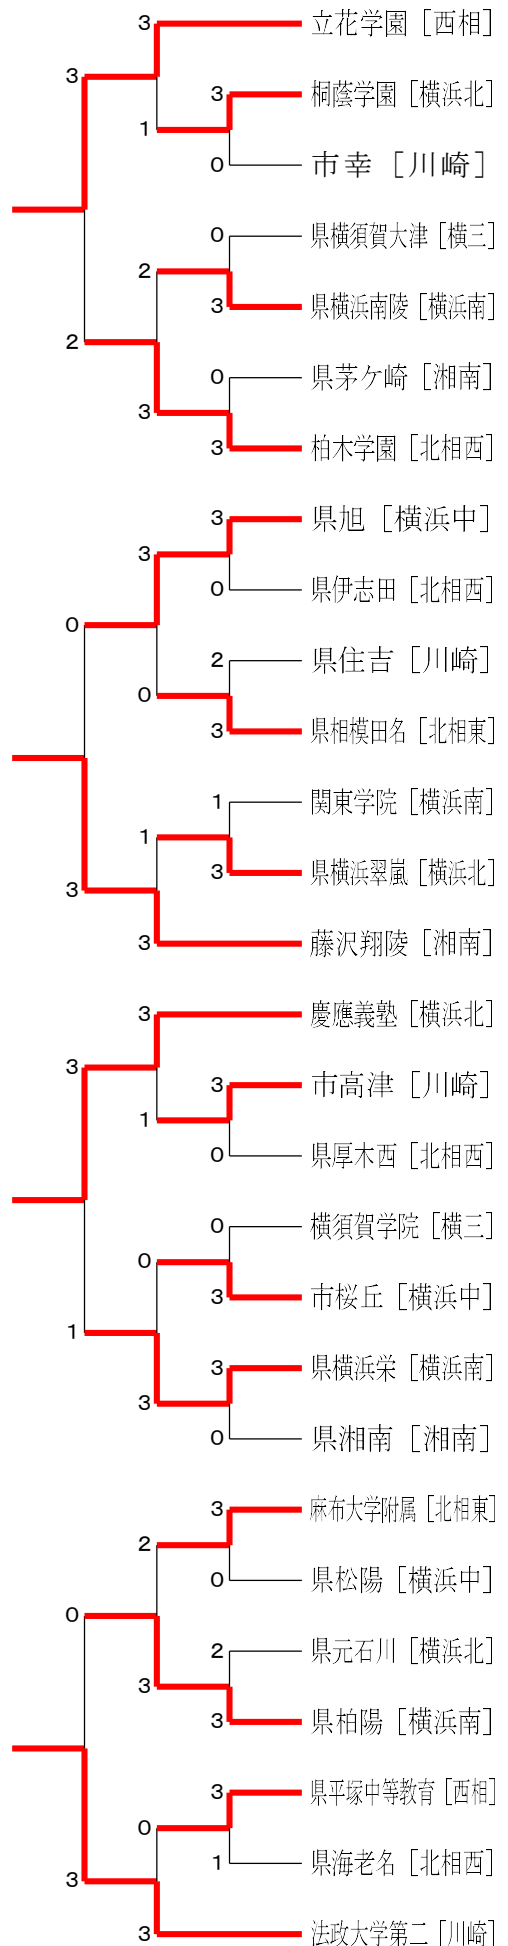 3 立花学園［西相］
3
3 桐蔭学園［横浜北］
1
0 市幸［川崎］
0 県横須賀大津［横三］
2
3 県横浜南陵［横浜南］
2
0 県茅ケ崎［湘南］
3
3 柏木学園［北相西］
3 県旭［横浜中］
3
0 県伊志田［北相西］
0
2 県住吉［川崎］
0
3 県相模田名［北相東］
1 関東学院［横浜南］
1
3 県横浜翠嵐［横浜北］
3
3 藤沢翔陵［湘南］
3 慶應義塾［横浜北］
3
3 市高津［川崎］
1
0 県厚木西［北相西］
0 横須賀学院［横三］
0
3 市桜丘［横浜中］
1
3 県横浜栄［横浜南］
3
0 県湘南［湘南］
3 麻布大学附属［北相東］
2
0 県松陽［横浜中］
0
2 県元石川［横浜北］
3
3 県柏陽［横浜南］
3 県平塚中等教育［西相］
0
1 県海老名［北相西］
3
3 法政大学第二［川崎］